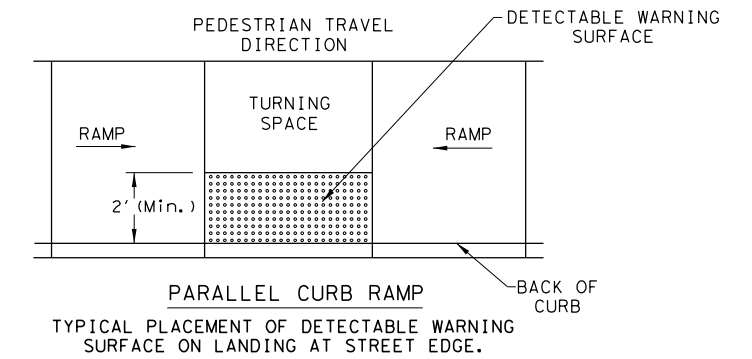 PEDESTRIAN TRAVEL
DIRECTION
DETECTABLE WARNING
SURFACE
TURNING
SPACE
RAMP
RAMP
2' (Min.)
BACK OF
CURB
PARALLEL CURB RAMP
TYPICAL PLACEMENT OF DETECTABLE WARNING
SURFACE ON LANDING AT STREET EDGE.